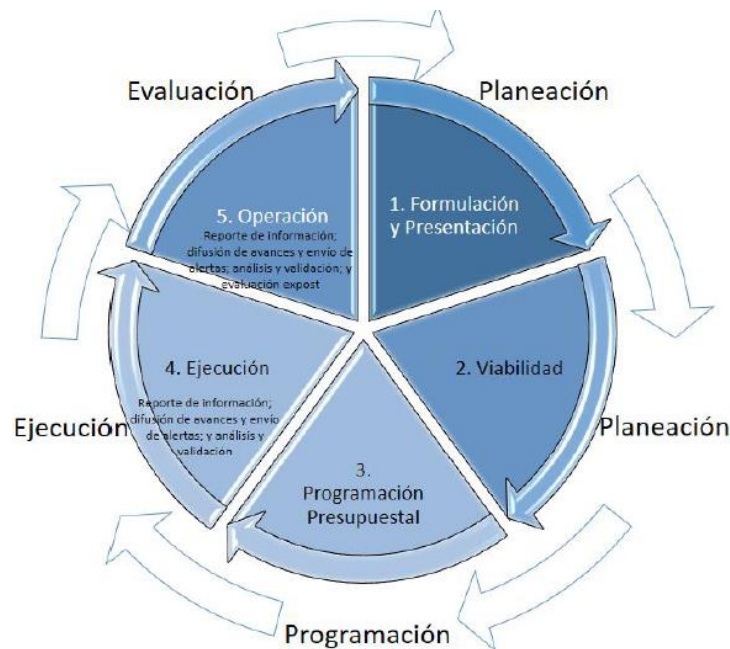 Evaluación
Planeación
1. Formulación
y Presentación
5. Operación
Reporte de información;
difusión de avances y envío de
alertas; análisis y validación; y
evaluación expost
2. Viabilidad
4. Ejecución
Reporte de información;
difusión de avances y envío
de alertas; y análisis y
validación
Ejecución
Planeación
3.
Programación
Presupuestal
Programación